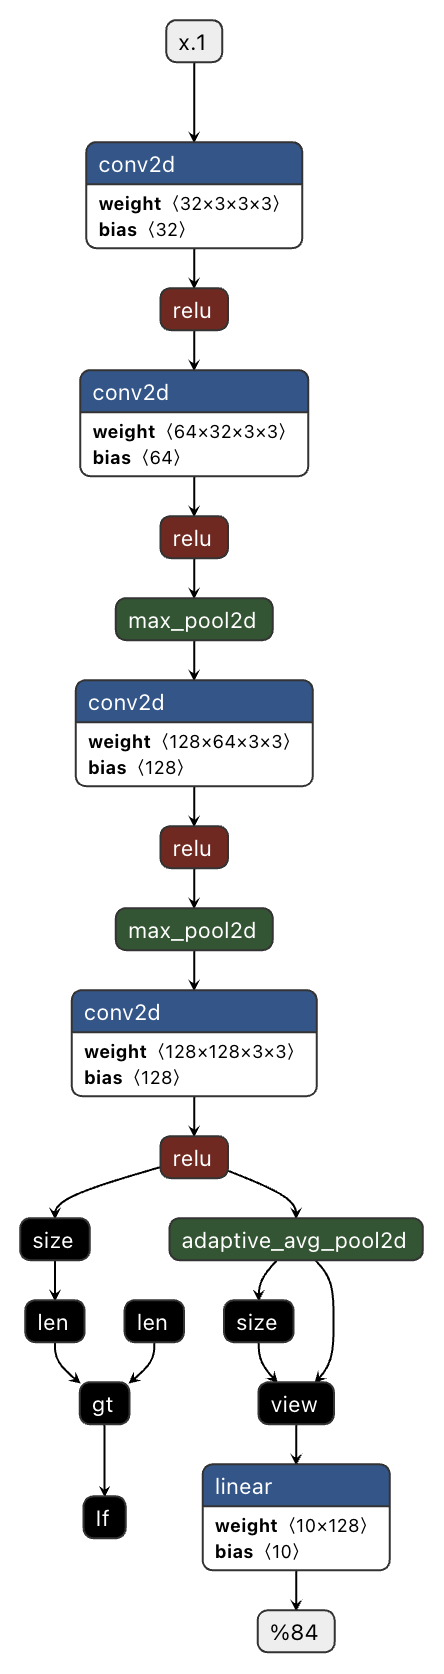 x.1
conv2d
weight 〈32×3×3×3〉
bias 〈32〉
relu
conv2d
weight 〈64×32×3×3〉
bias 〈64〉
relu
max_pool2d
conv2d
weight 〈128×64×3×3〉
bias 〈128〉
relu
max_pool2d
conv2d
weight 〈128×128×3×3〉
bias 〈128〉
relu
size
adaptive_avg_pool2d
len
len
size
gt
view
If
linear
weight 〈10×128〉
bias 〈10〉
%84